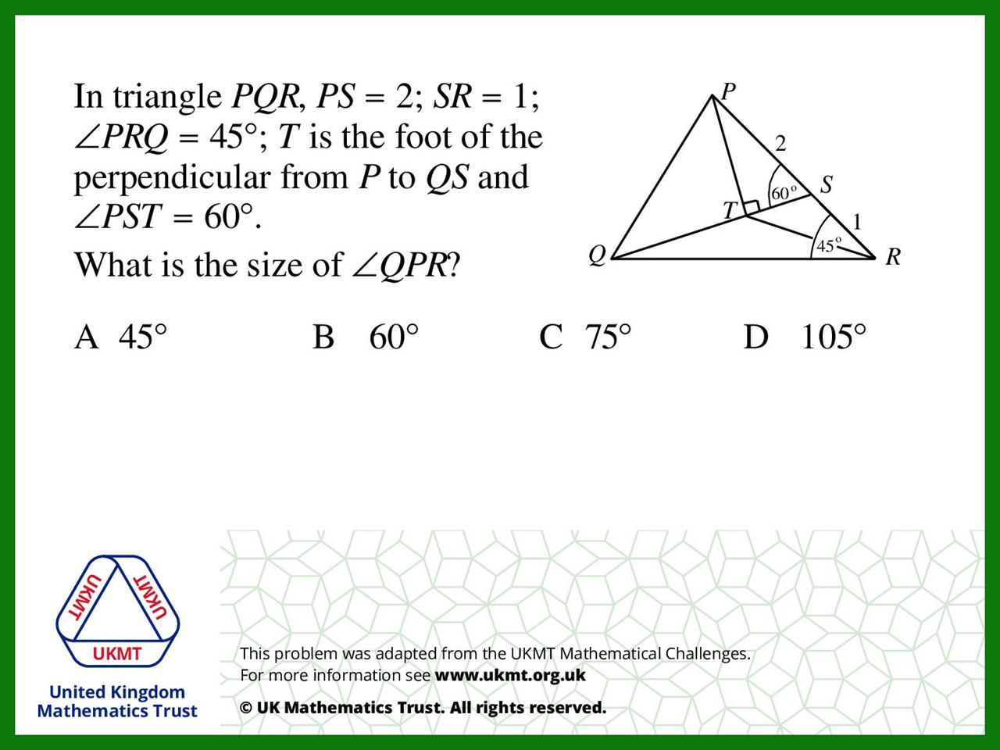 In triangle PQR, PS = 2; SR = 1;
∠PRQ = 45°; T is the foot of the
perpendicular from P to QS and
∠PST = 60°.
What is the size of ∠QPR?
P
2
S
60°
T
1
45°
Q
R
A 45° B 60° C 75° D 105°
UKMT
UKMT
UKMT
United Kingdom
Mathematics Trust
This problem was adapted from the UKMT Mathematical Challenges.
For more information see www.ukmt.org.uk
© UK Mathematics Trust. All rights reserved.